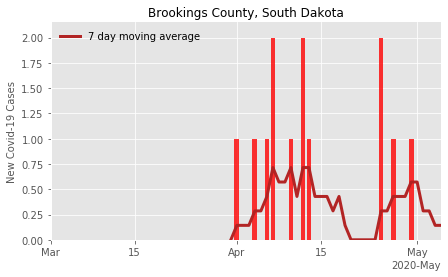 Brookings County, South Dakota
7 day moving average
New Covid-19 Cases
2.00
1.75
1.50
1.25
1.00
0.75
0.50
0.25
0.00
Mar 15 Apr 15 May
2020-May